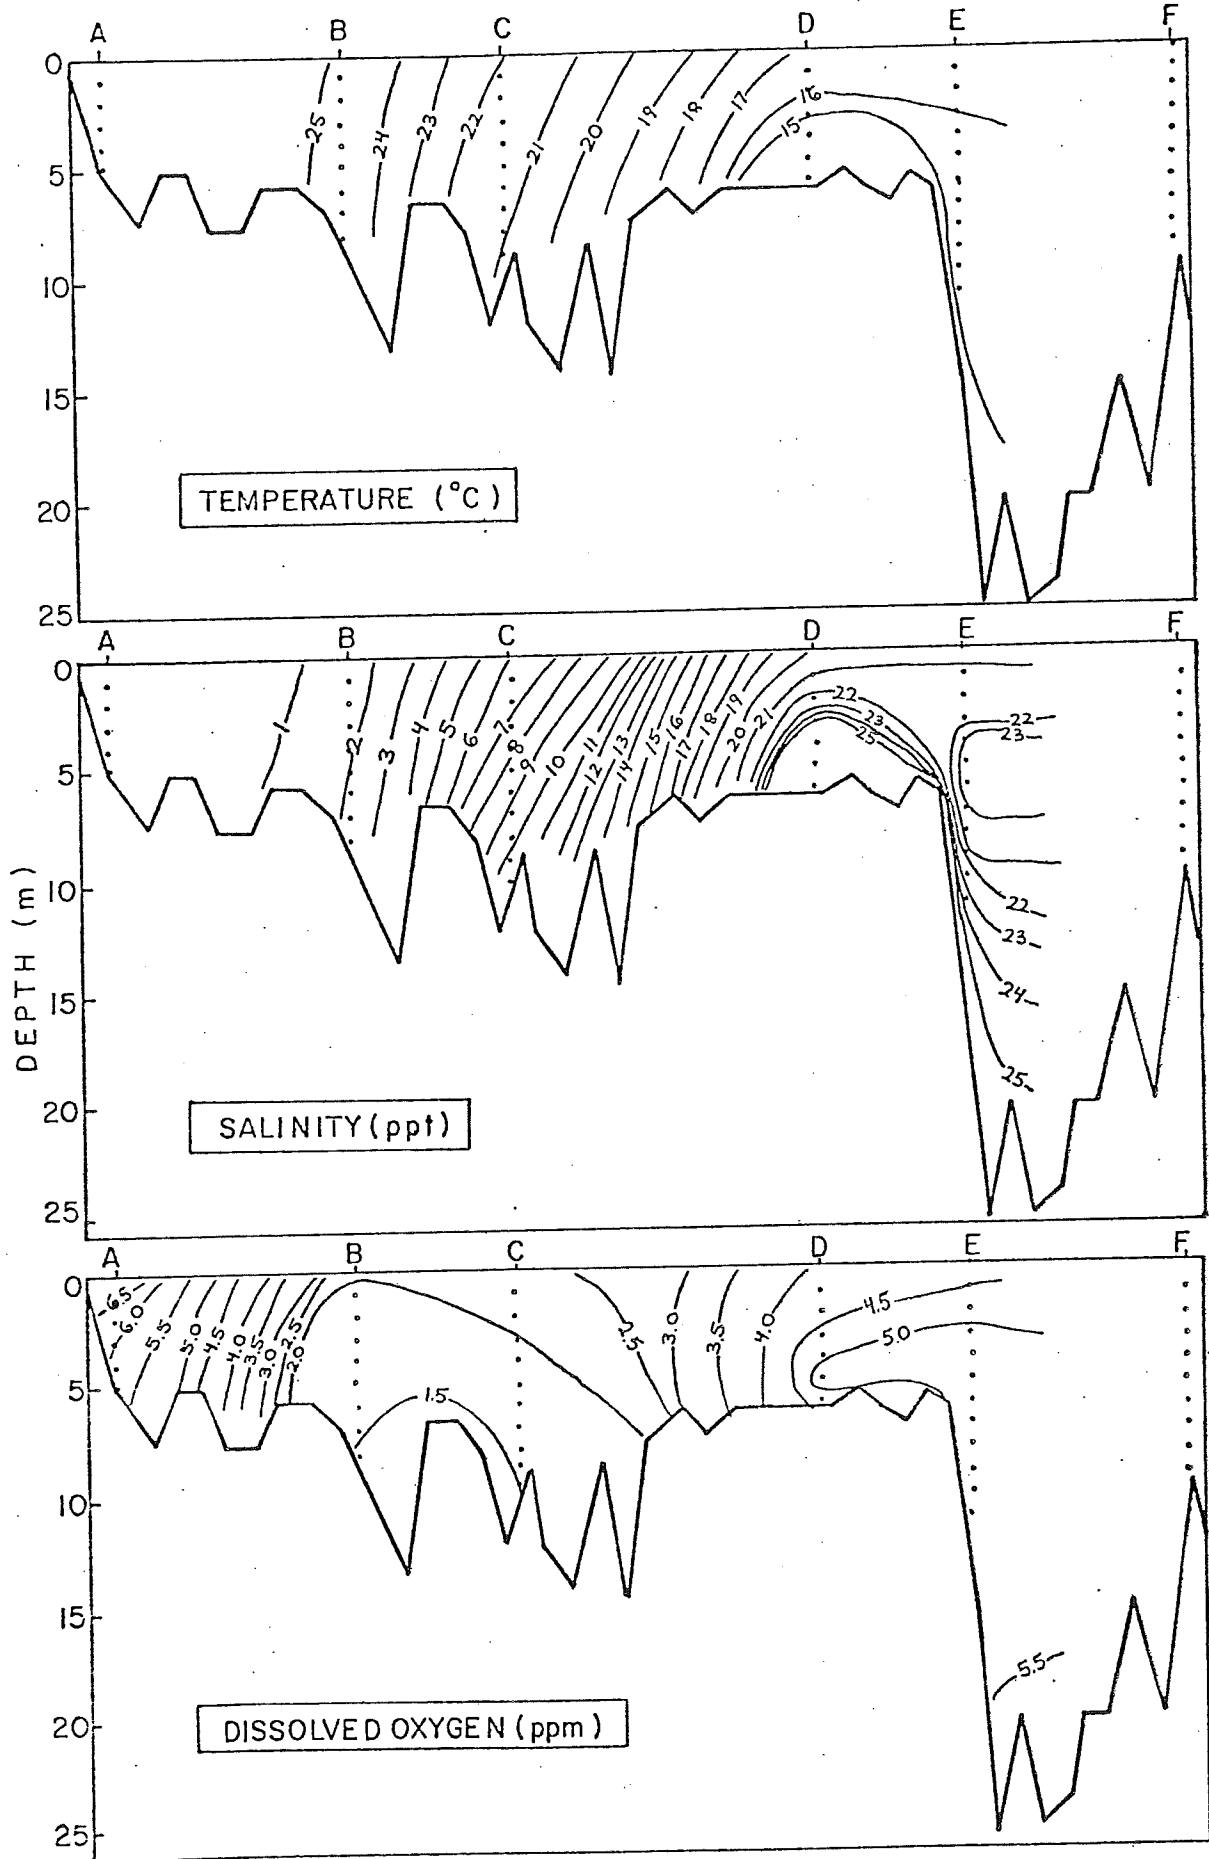 A B C D E F
0
25 24 23 22 21 20 19 18 17 16
15
5
10
15
TEMPERATURE (°C)
20
25
A B C D E F
0
1 2 3 4 5 6 7 8 9 10 11 12 13 14 15 16 17 18 19 20 21 22 23 25
22
23
5
10
22
23
24
15
25
DEPTH (m)
SALINITY (ppt)
20
25
A B C D E F
0
6.5 6.0 5.5 5.0 4.5 4.0 3.5 3.0 2.5 2.0
2.5 3.0 3.5 4.0 4.5
5.0
5
1.5
10
15
5.5
DISSOLVED OXYGEN (ppm)
20
25